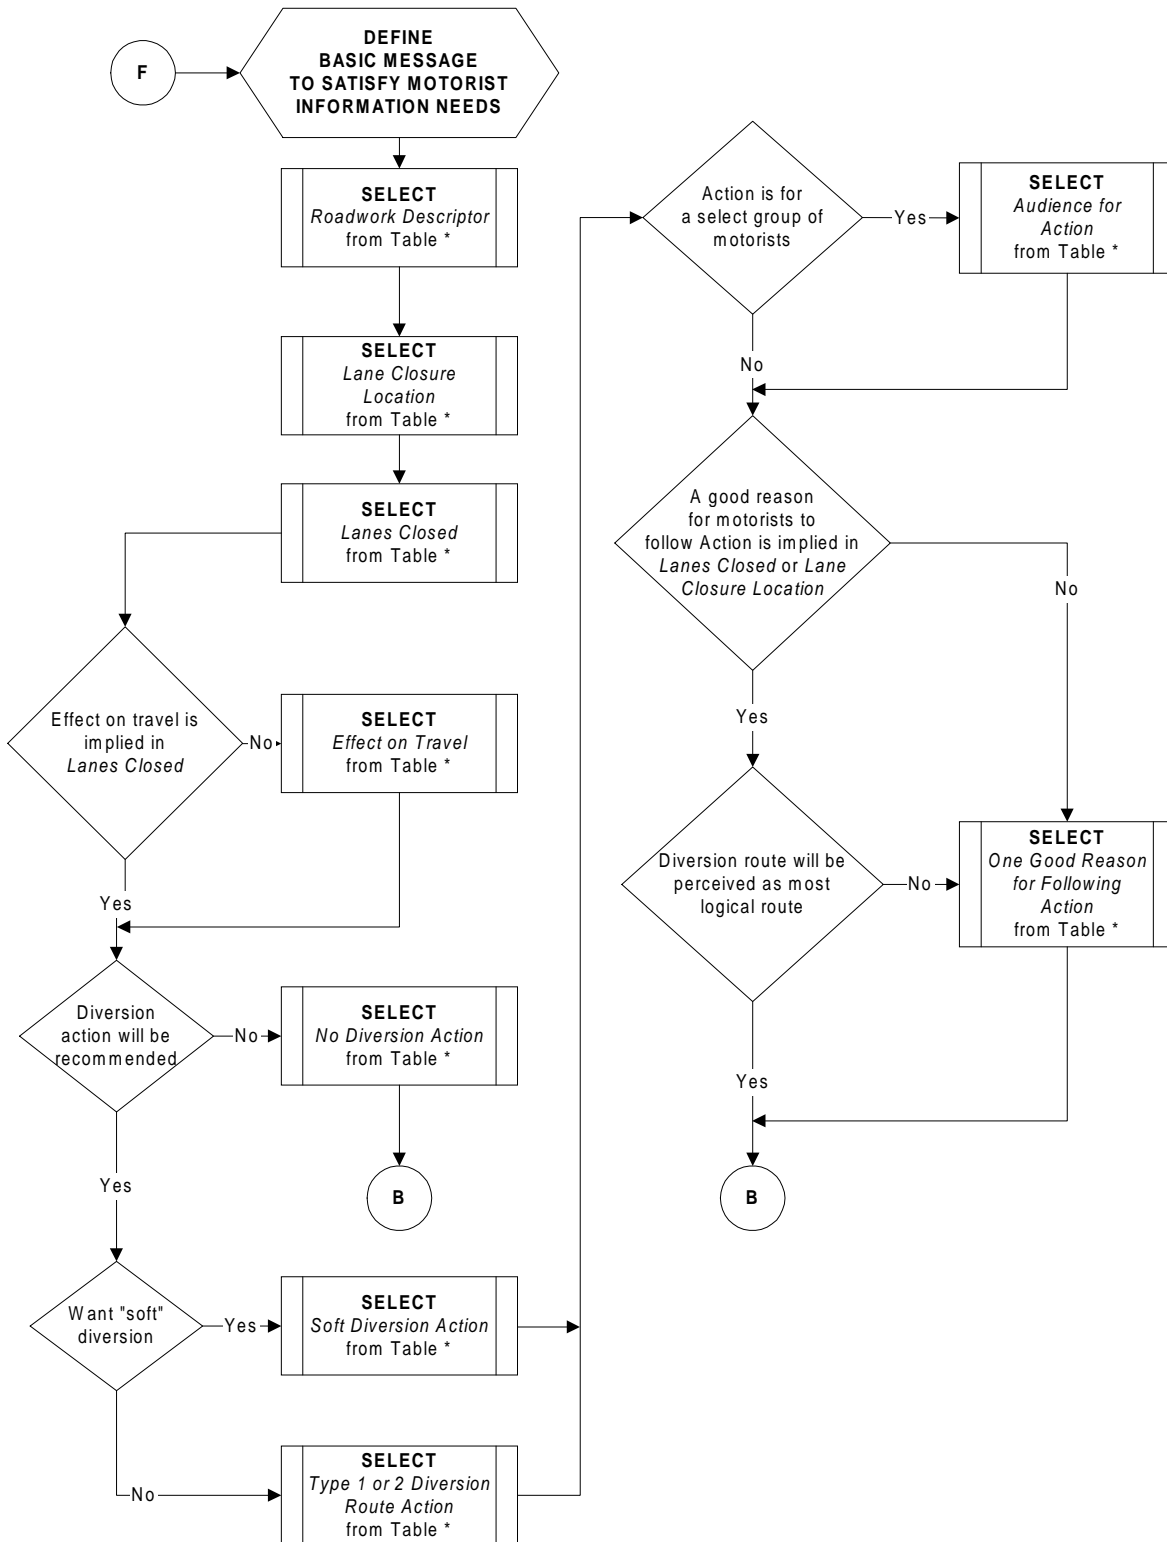 F
DEFINE
BASIC MESSAGE
TO SATISFY MOTORIST
INFORMATION NEEDS
SELECT
Roadwork Descriptor
from Table *
SELECT
Lane Closure
Location
from Table *
SELECT
Lanes Closed
from Table *
Effect on travel is
implied in
Lanes Closed
No
SELECT
Effect on Travel
from Table *
Yes
Diversion
action will be
recommended
No
SELECT
No Diversion Action
from Table *
B
Yes
Want "soft"
diversion
Yes
SELECT
Soft Diversion Action
from Table *
No
SELECT
Type 1 or 2 Diversion
Route Action
from Table *
Action is for
a select group of
motorists
Yes
SELECT
Audience for
Action
from Table *
No
A good reason
for motorists to
follow Action is implied in
Lanes Closed or Lane
Closure Location
No
Yes
Diversion route will be
perceived as most
logical route
No
SELECT
One Good Reason
for Following
Action
from Table *
Yes
B